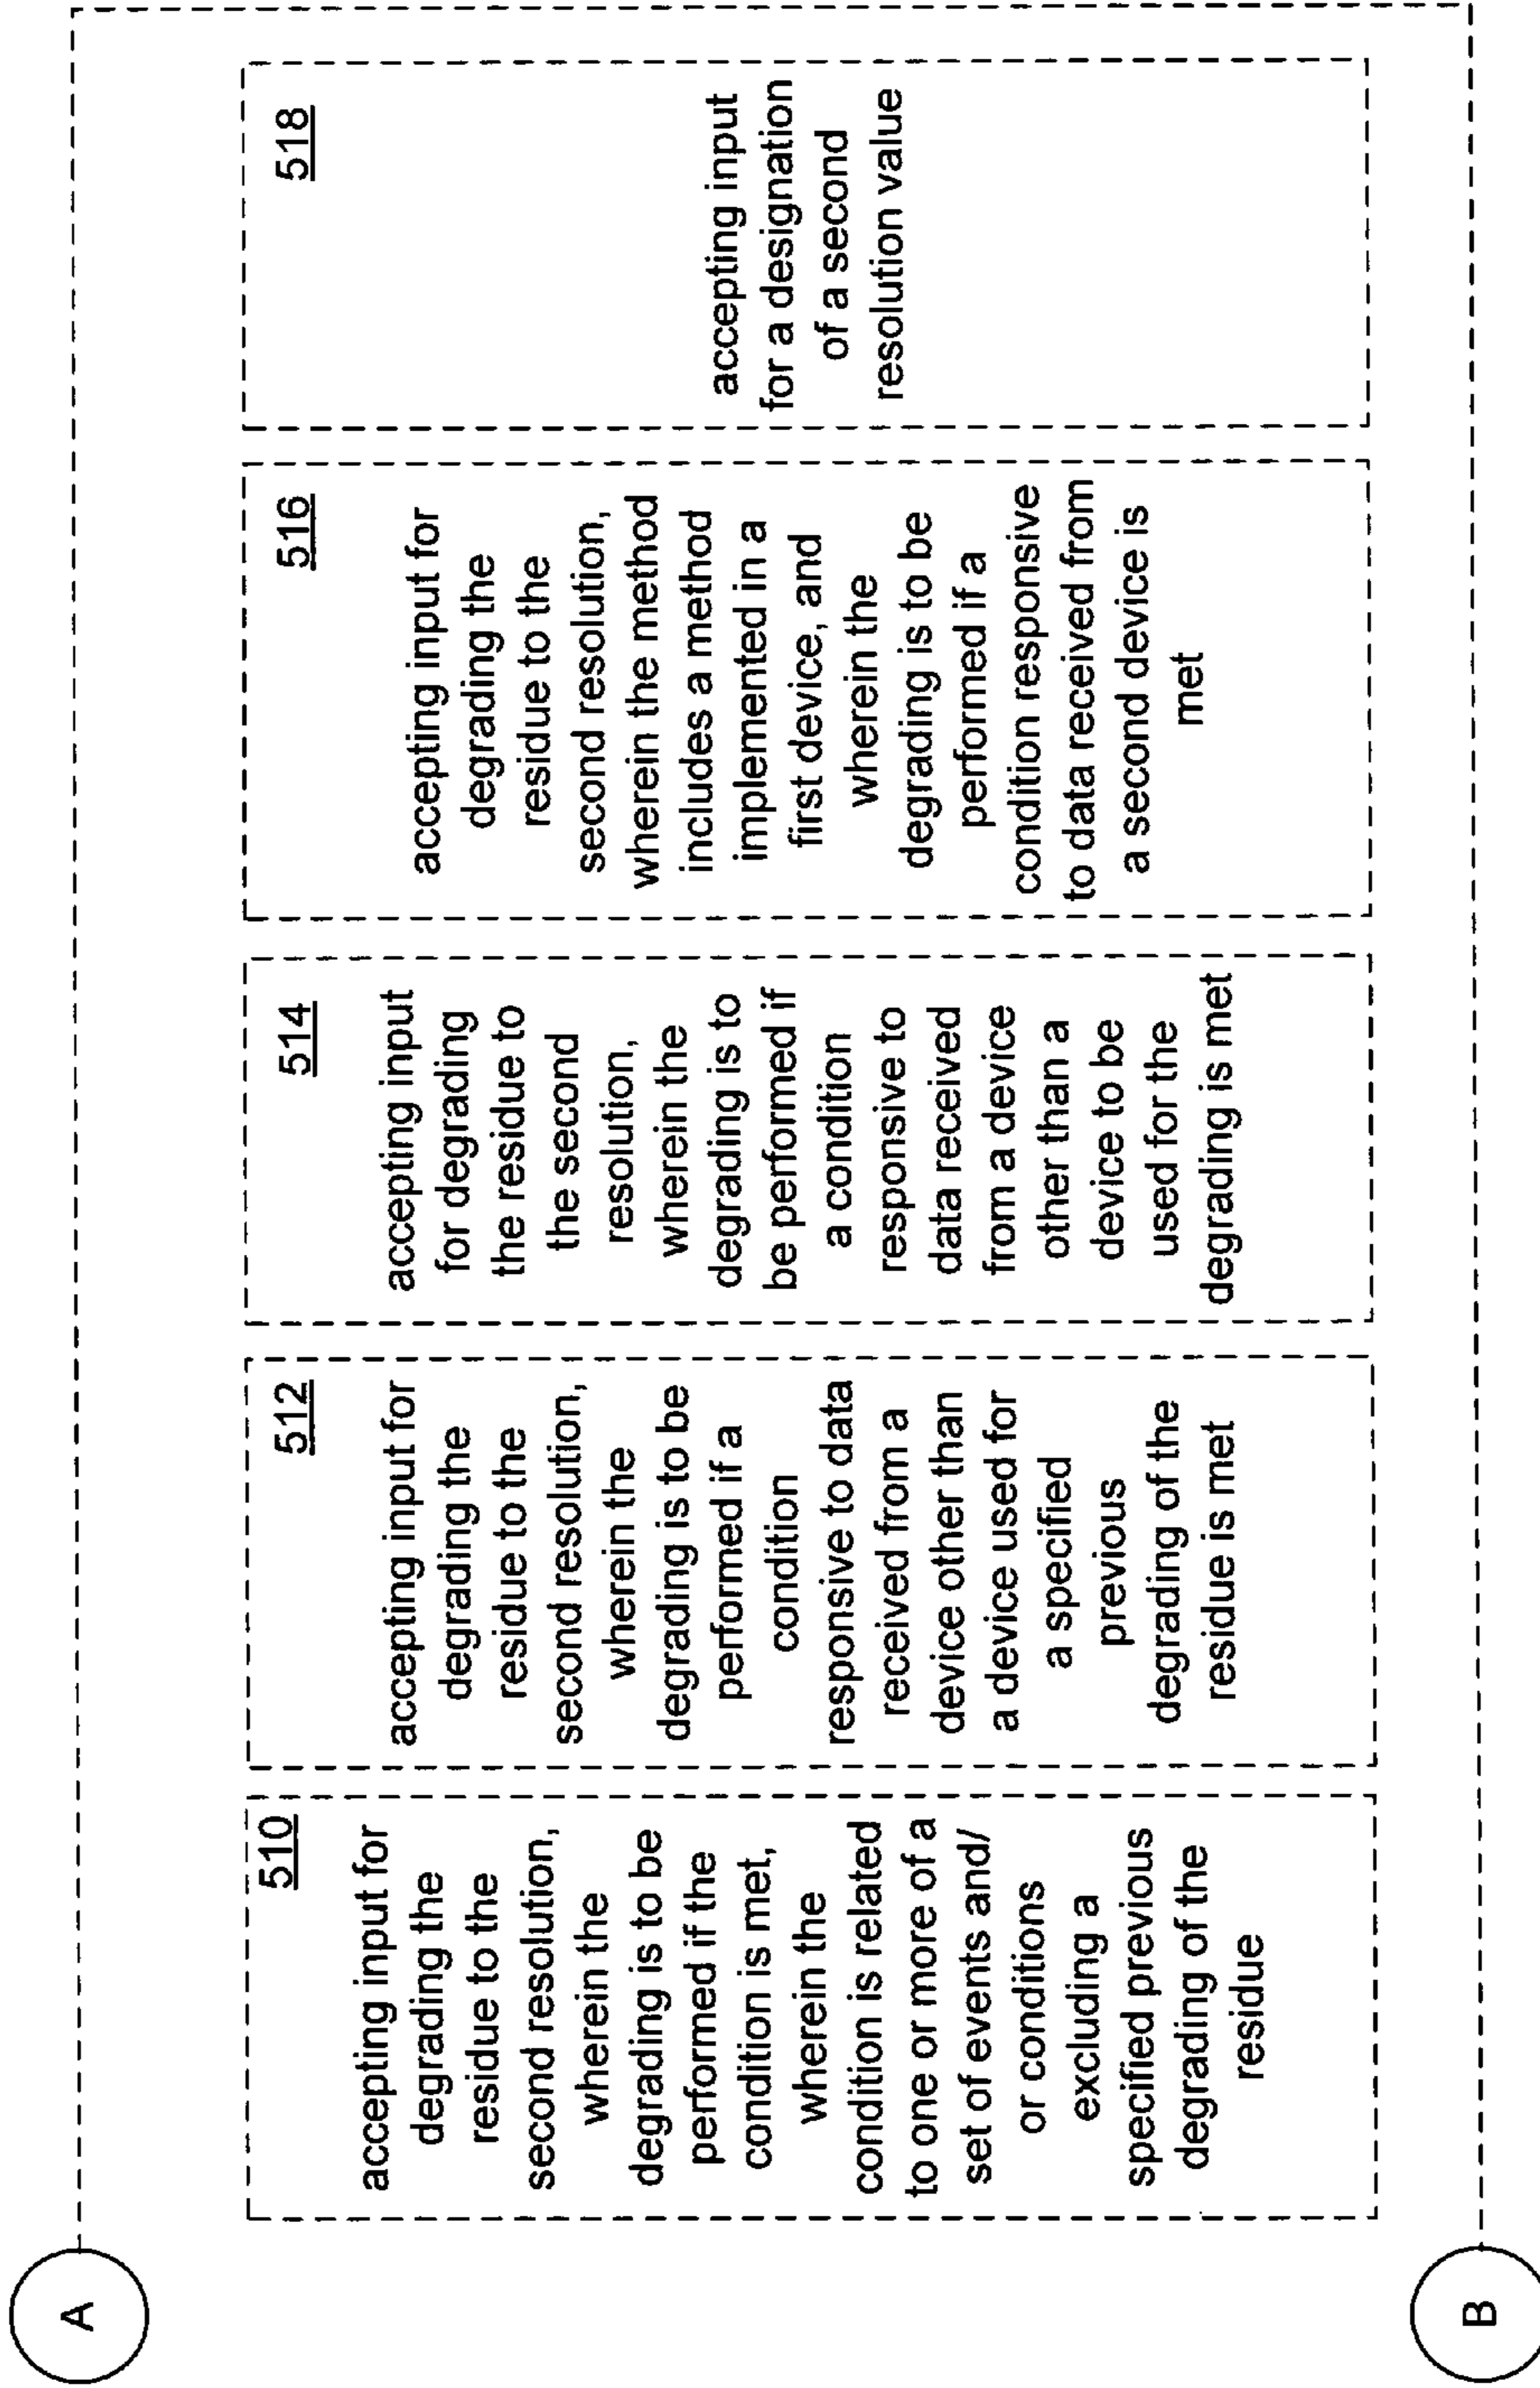 A
510
accepting input for
degrading the
residue to the
second resolution,
wherein the
degrading is to be
performed if the
condition is met,
wherein the
condition is related
to one or more of a
set of events and/
or conditions
excluding a
specified previous
degrading of the
residue
512
accepting input for
degrading the
residue to the
second resolution,
wherein the
degrading is to be
performed if a
condition
responsive to data
received from a
device other than
a device used for
a specified
previous
degrading of the
residue is met
514
accepting input
for degrading
the residue to
the second
resolution,
wherein the
degrading is to
be performed if
a condition
responsive to
data received
from a device
other than a
device to be
used for the
degrading is met
516
accepting input for
degrading the
residue to the
second resolution,
wherein the method
includes a method
implemented in a
first device, and
wherein the
degrading is to be
performed if a
condition responsive
to data received from
a second device is
met
518
accepting input
for a designation
of a second
resolution value
B